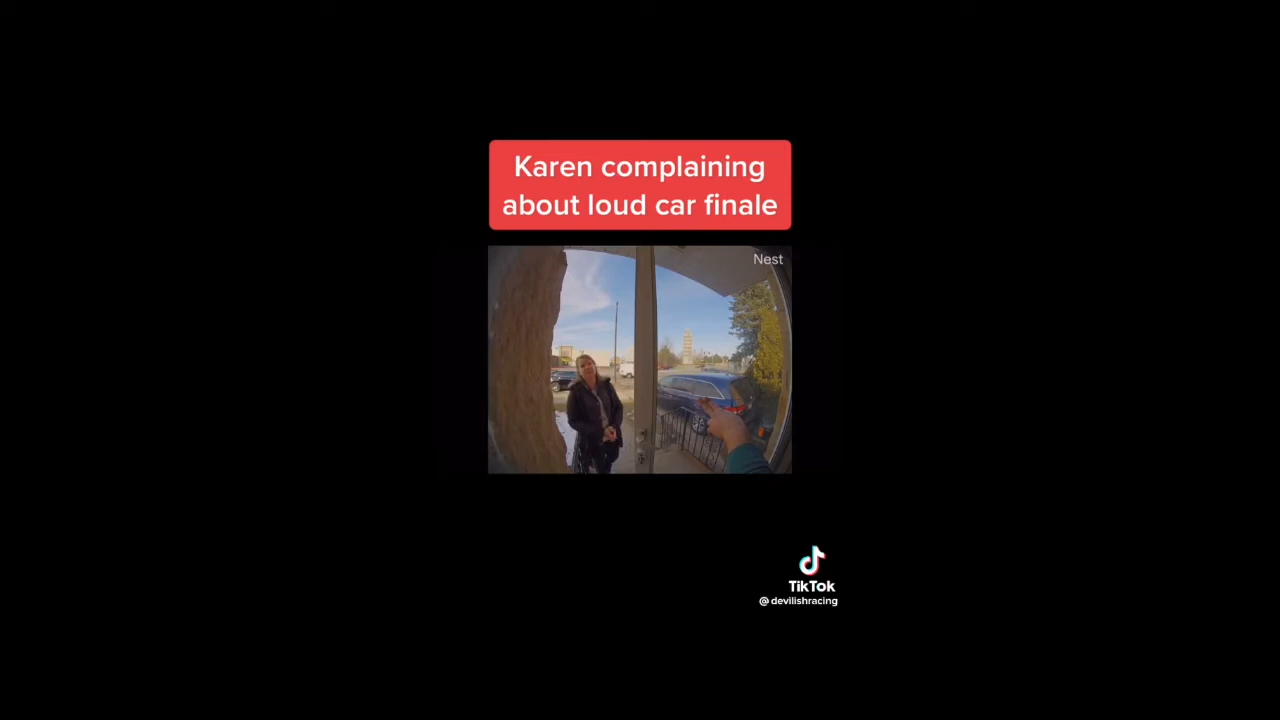 Karen complaining
about loud car finale
Nest
TikTok
@devilishracing